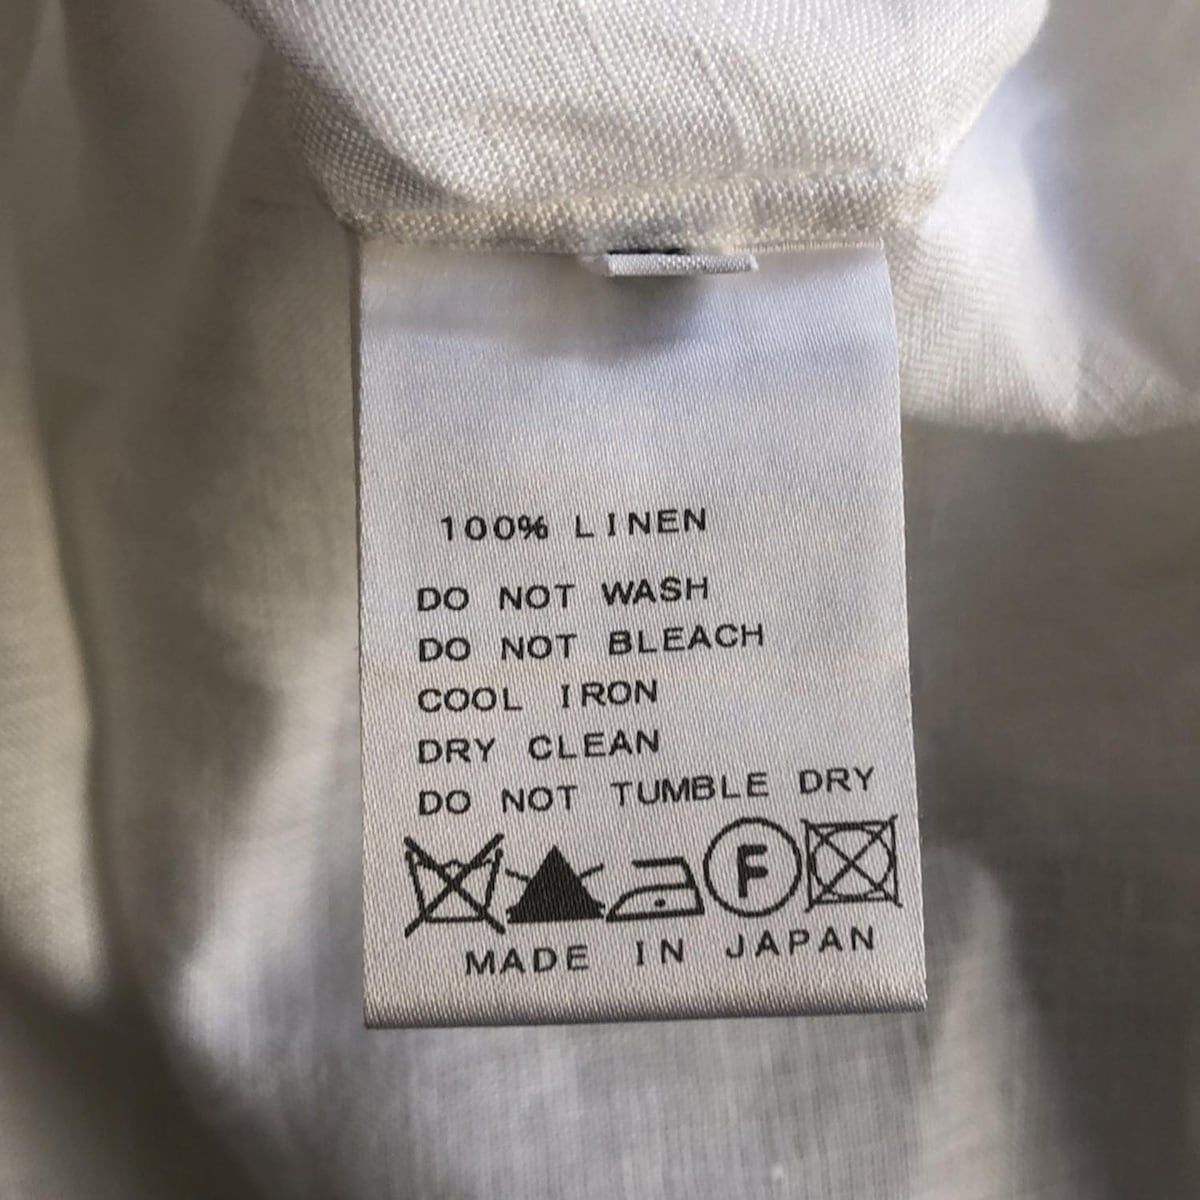 100% LINEN
DO NOT WASH
DO NOT BLEACH
COOL IRON
DRY CLEAN
DO NOT TUMBLE DRY
F
MADE IN JAPAN